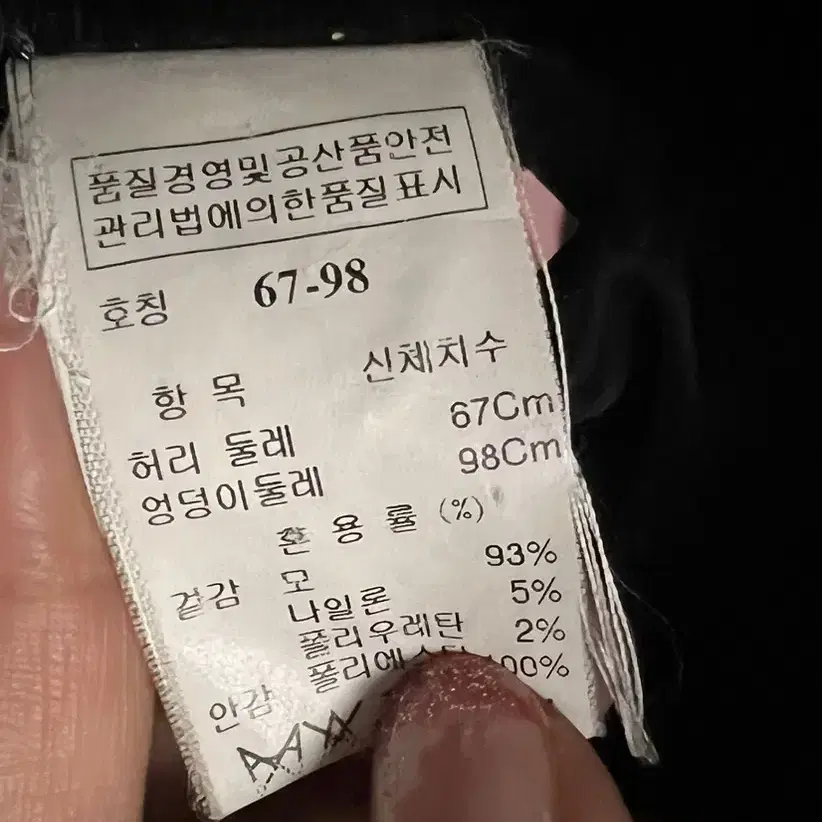 품질경영및공산품안전
관리법에의한품질표시
호칭 67-98
항 목 신체치수
허리 둘레 67Cm
엉덩이둘레 98Cm
혼 용 률 (%)
겉감 모 93%
나일론 5%
폴리우레탄 2%
안감